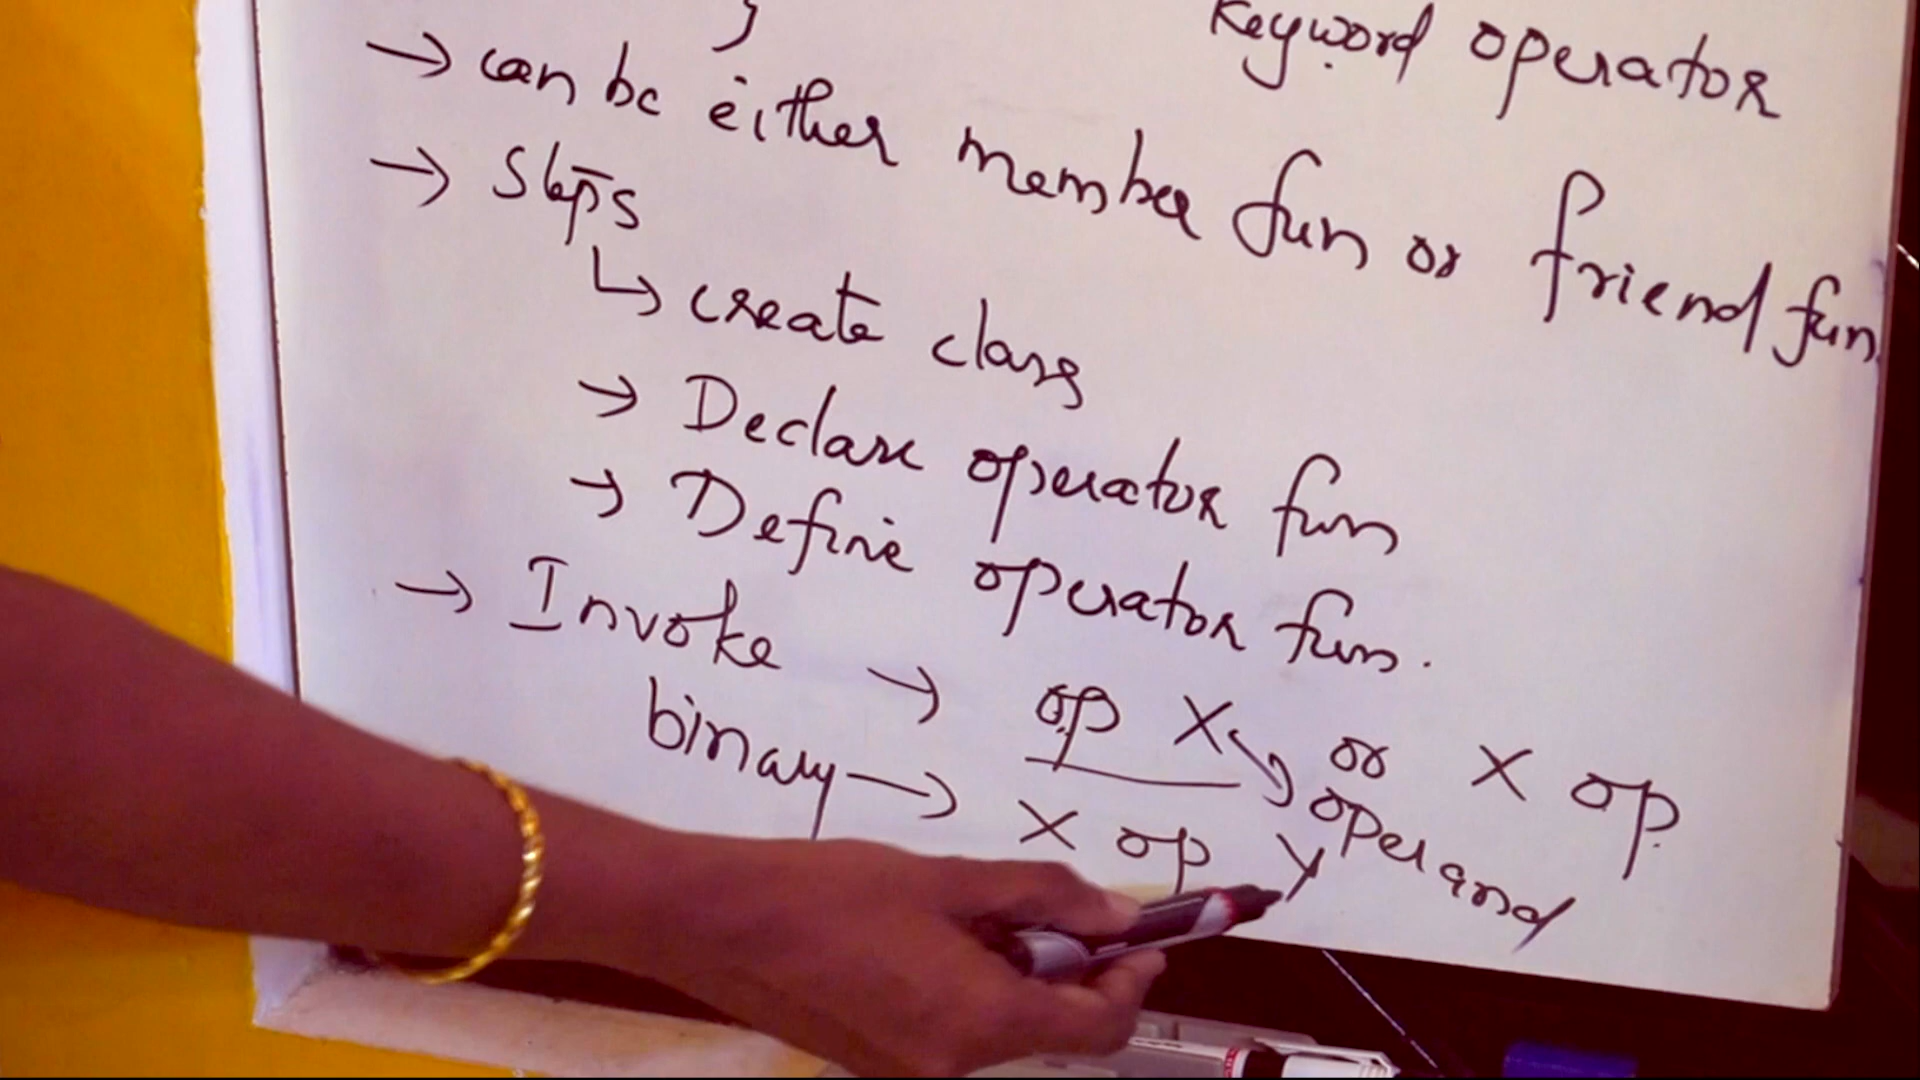 }
keyword operator
→ can be either member fun or friend fun
→ Steps
↳ create class
→ Declare operator fun
→ Define operator fun.
→ Invoke → op X or X op
operand
binary → X op Y